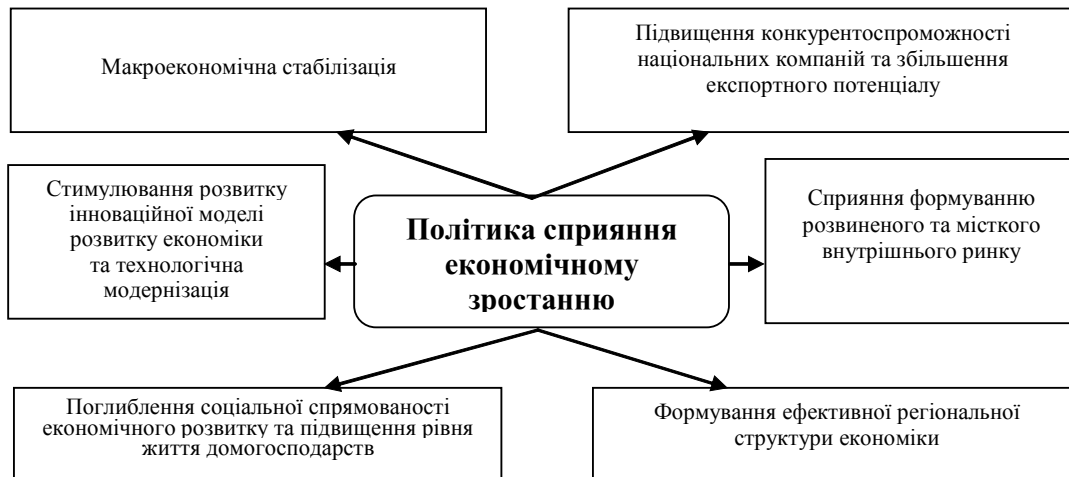 Макроекономічна стабілізація
Підвищення конкурентоспроможності
національних компаній та збільшення
експортного потенціалу
Стимулювання розвитку
інноваційної моделі
розвитку економіки
та технологічна
модернізація
Політика сприяння
економічному
зростанню
Сприяння формуванню
розвиненого та місткого
внутрішнього ринку
Поглиблення соціальної спрямованості
економічного розвитку та підвищення рівня
життя домогосподарств
Формування ефективної регіональної
структури економіки